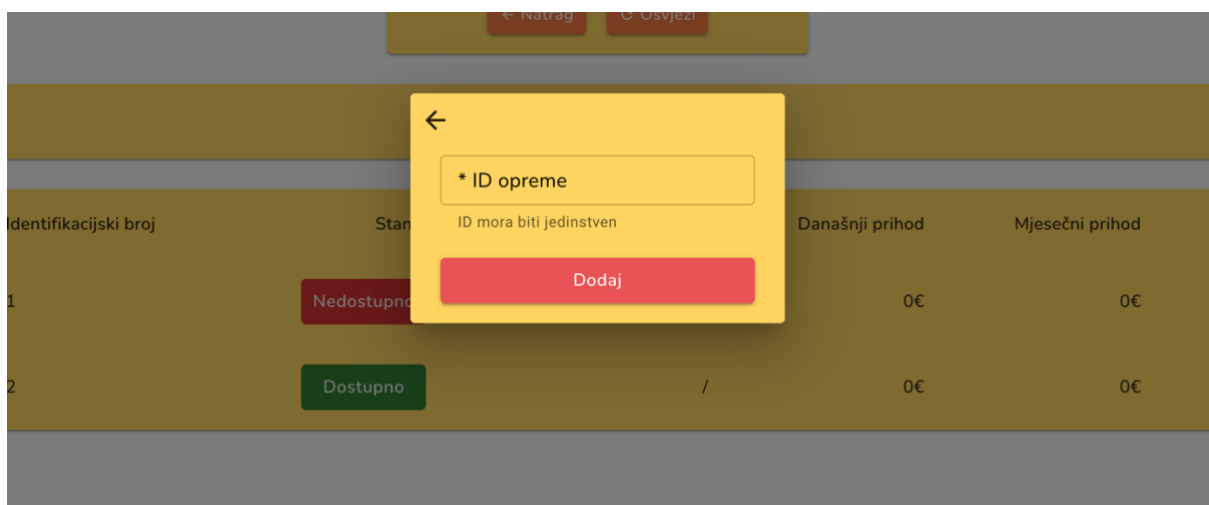 ← Natrag Osvježi
* ID opreme
ID mora biti jedinstven
Dodaj
Identifikacijski broj Stan Današnji prihod Mjesečni prihod
1 Nedostupno 0€ 0€
2 Dostupno / 0€ 0€